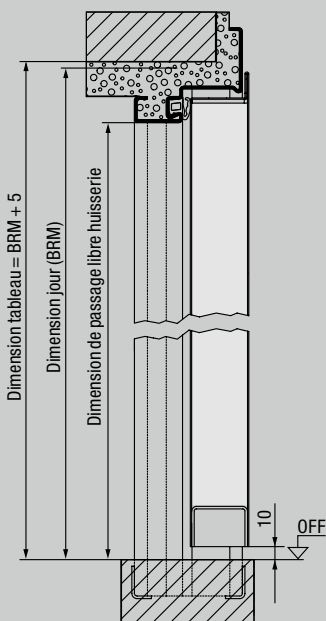 Dimension tableau = BRM + 5
Dimension jour (BRM)
Dimension de passage libre huisserie
10
OFF